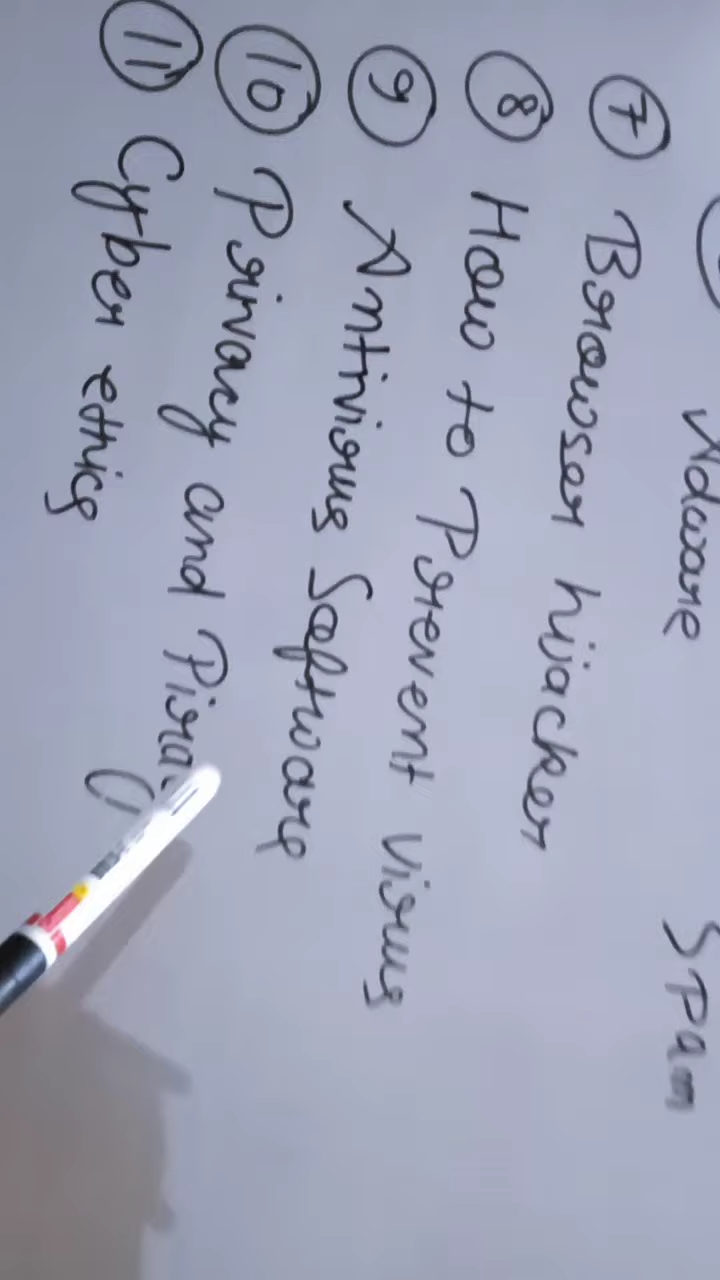 Adware Spam
7 Browser hijacker
8 How to Prevent virus
9 Antivirus Software
10 Privacy and
11 Cyber ethics